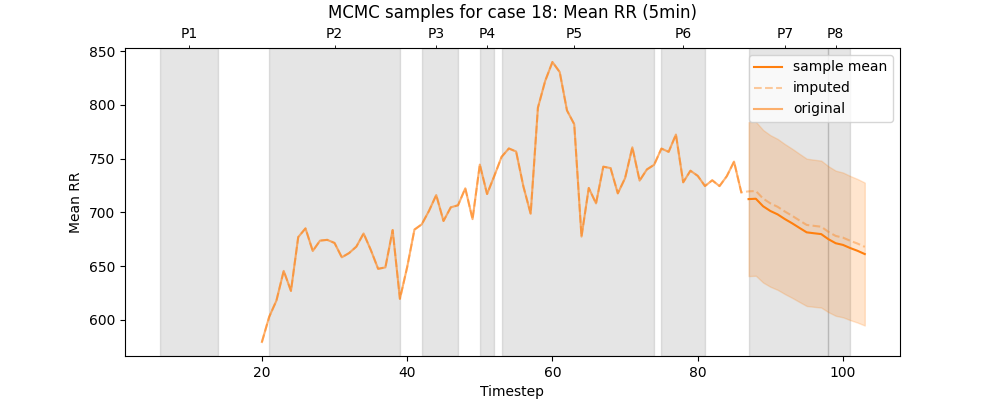 MCMC samples for case 18: Mean RR (5min)
P1 P2 P3 P4 P5 P6 P7 P8
sample mean
imputed
original
Mean RR
850
800
750
700
650
600
20 40 60 80 100
Timestep